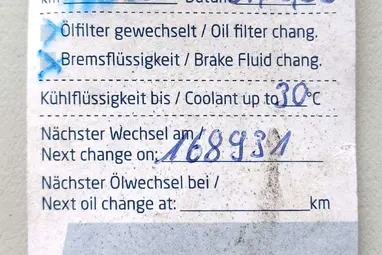 Ölfilter gewechselt / Oil filter chang.
Bremsflüssigkeit / Brake Fluid chang.
Kühlflüssigkeit bis / Coolant up to 30 °C
Nächster Wechsel am/
Next change on: 168931
Nächster Ölwechsel bei /
Next oil change at: km